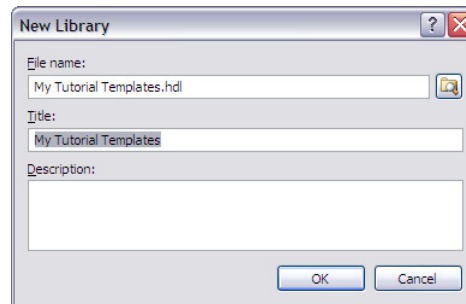 New Library
File name:
My Tutorial Templates.hdl
Title:
My Tutorial Templates
Description:
OK Cancel